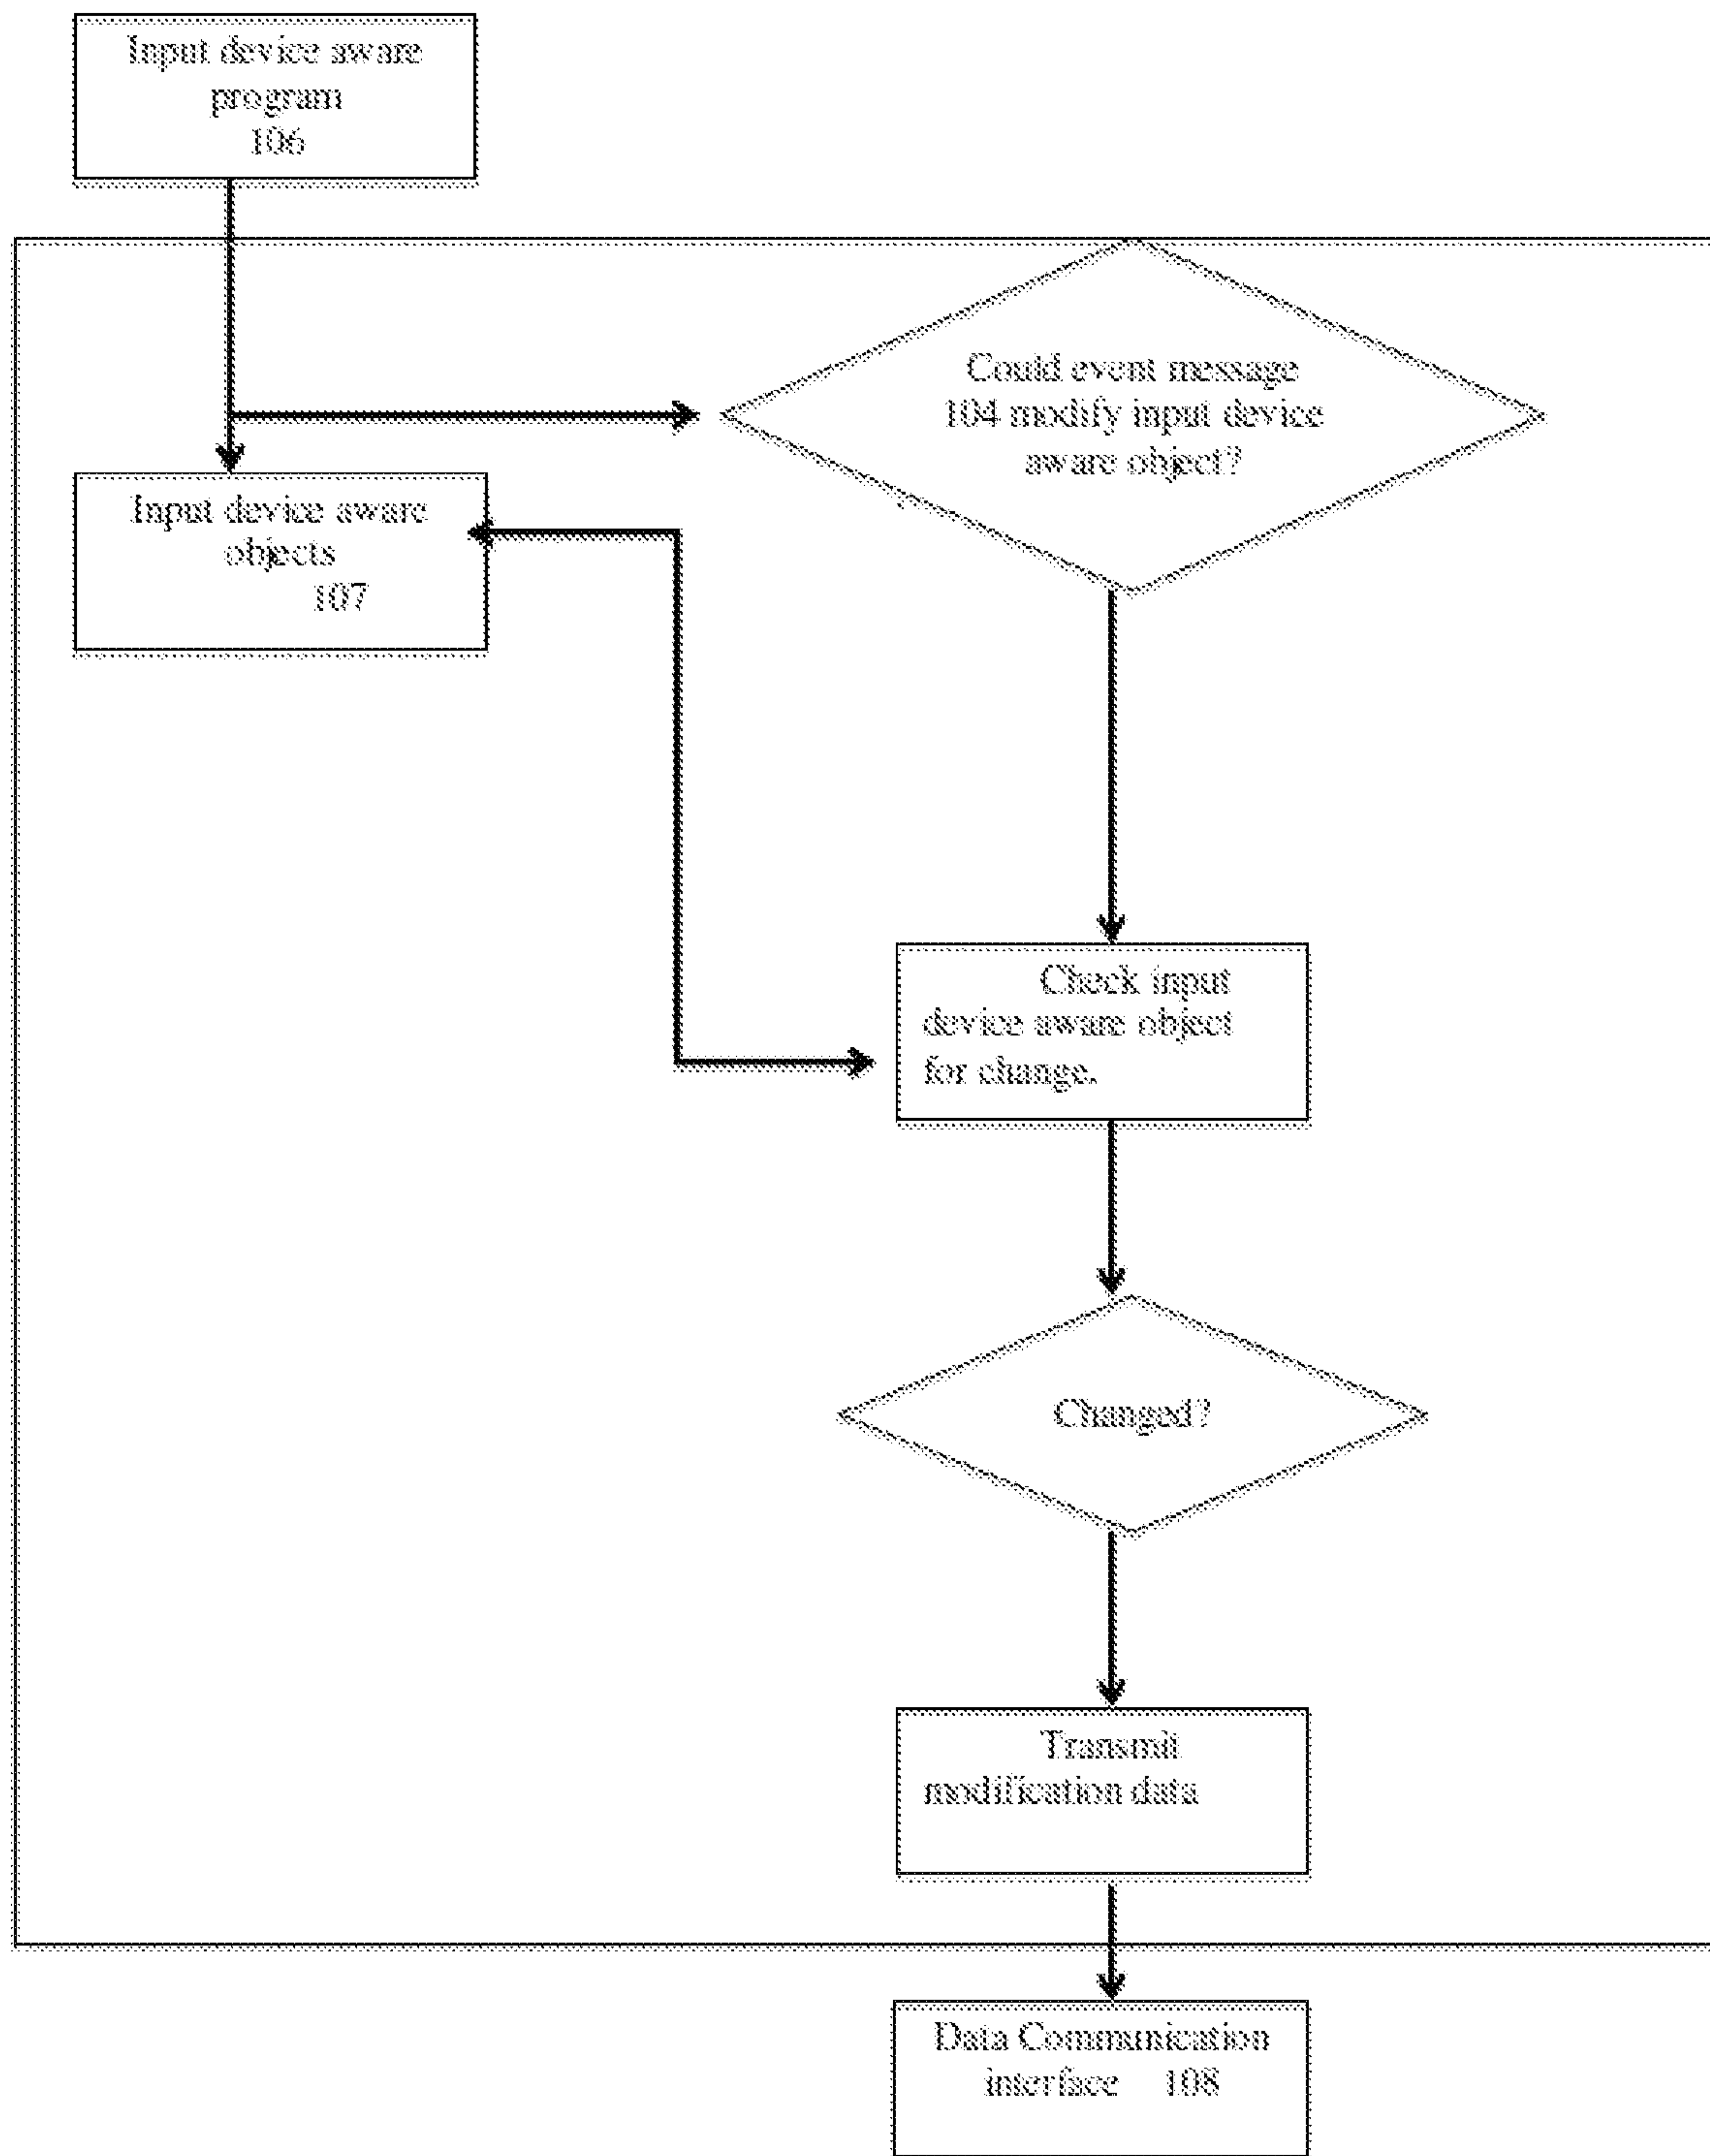 Input device aware
program
106
Could event message
104 modify input device
aware object?
Input device aware
objects
107
Check input
device aware object
for change.
Changed?
Transmit
modification data
Data Communication
interface 108